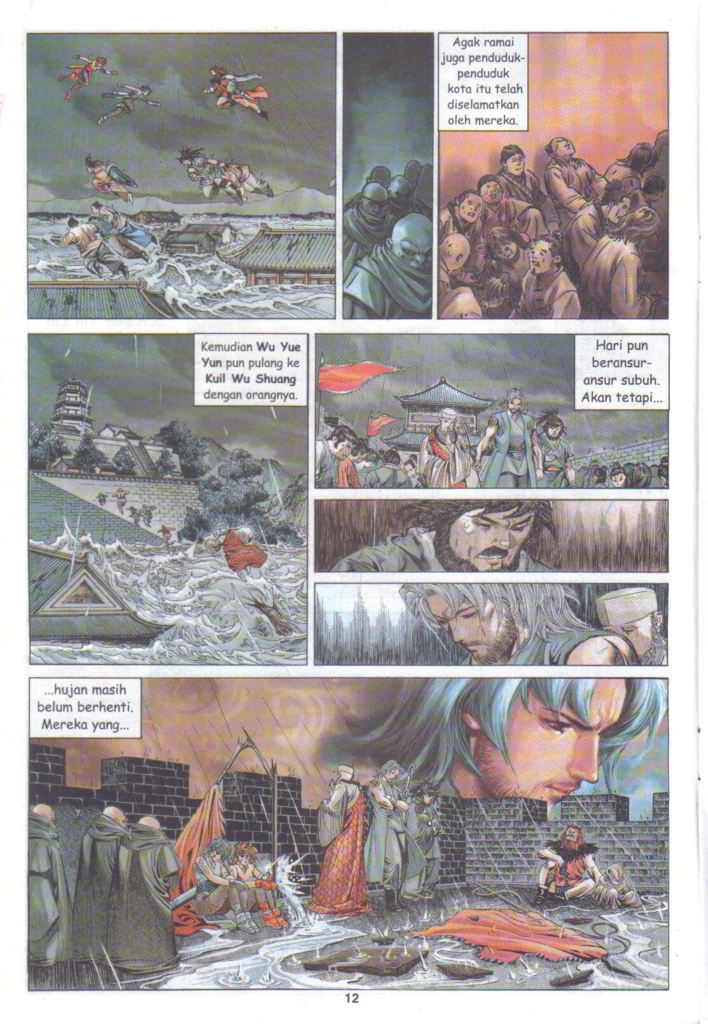 Agak ramai
juga penduduk-
penduduk
kota itu telah
diselamatkan
oleh mereka.
Kemudian Wu Yue
Yun pun pulang ke
Kuil Wu Shuang
dengan orangnya.
Hari pun
beransur-
ansur subuh.
Akan tetapi...
...hujan masih
belum berhenti.
Mereka yang...
12